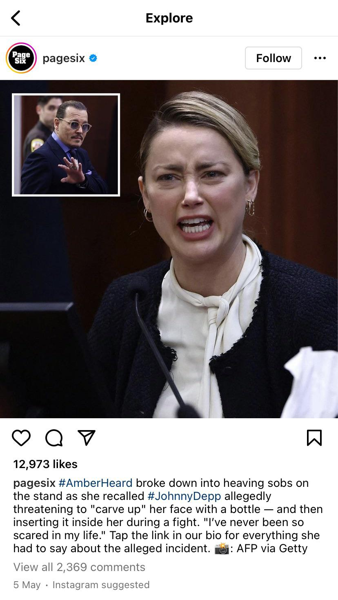 Explore
Page Six
pagesix
Follow
12,973 likes
pagesix #AmberHeard broke down into heaving sobs on
the stand as she recalled #JohnnyDepp allegedly
threatening to "carve up" her face with a bottle — and then
inserting it inside her during a fight. "I've never been so
scared in my life." Tap the link in our bio for everything she
had to say about the alleged incident. 📸: AFP via Getty
View all 2,369 comments
5 May · Instagram suggested